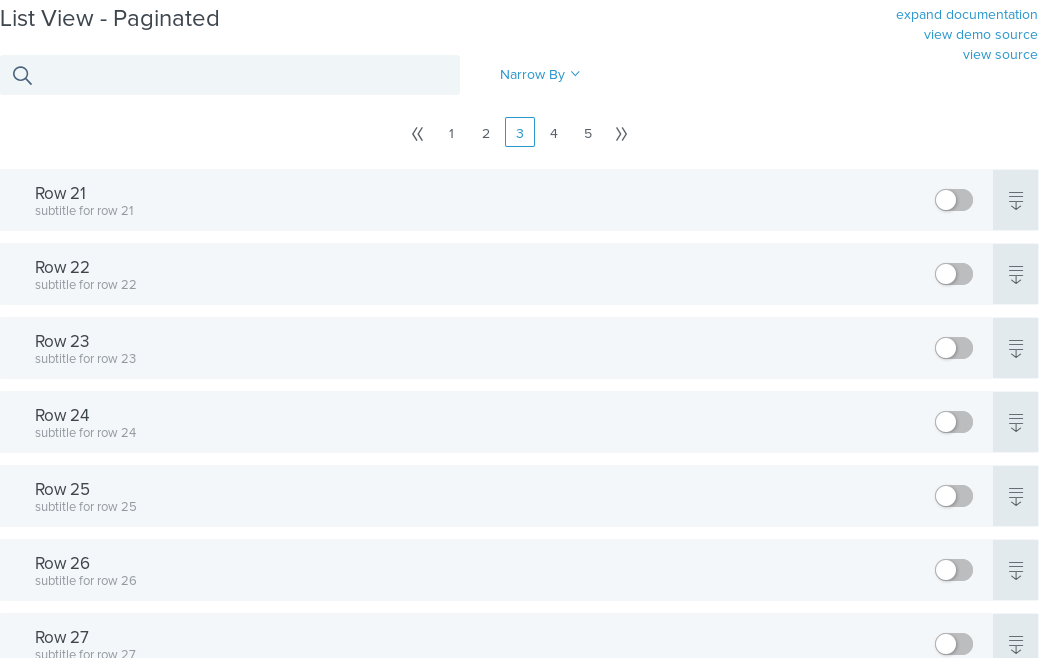 List View - Paginated
expand documentation
view demo source
view source
Narrow By
1 2 3 4 5
Row 21
subtitle for row 21
Row 22
subtitle for row 22
Row 23
subtitle for row 23
Row 24
subtitle for row 24
Row 25
subtitle for row 25
Row 26
subtitle for row 26
Row 27
subtitle for row 27